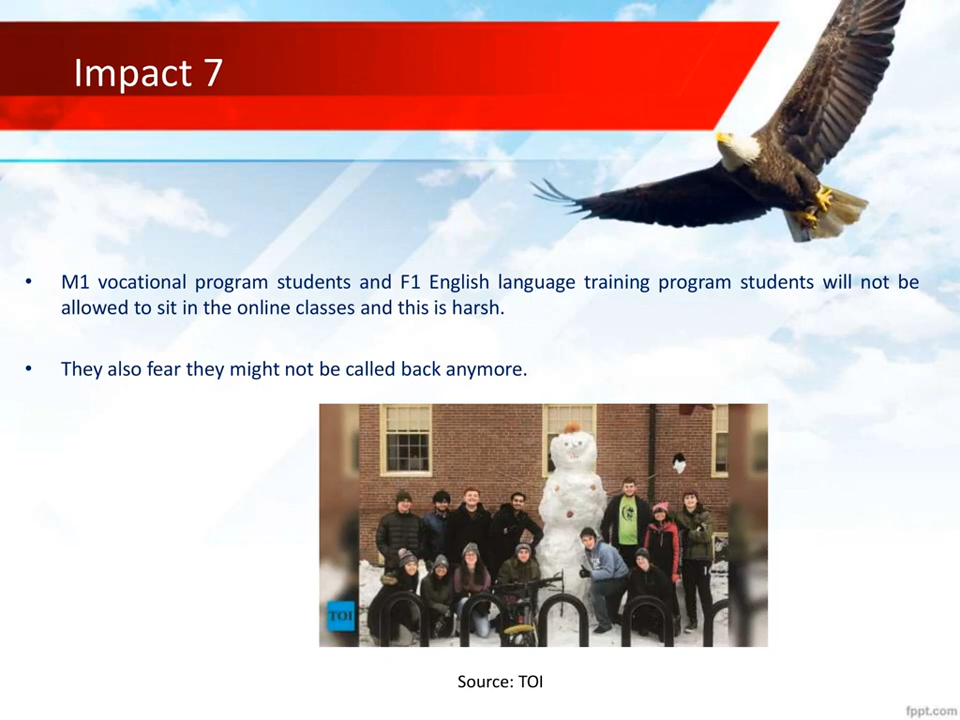 Impact 7
• M1 vocational program students and F1 English language training program students will not be
allowed to sit in the online classes and this is harsh.
• They also fear they might not be called back anymore.
TOI
Source: TOI
fppt.com